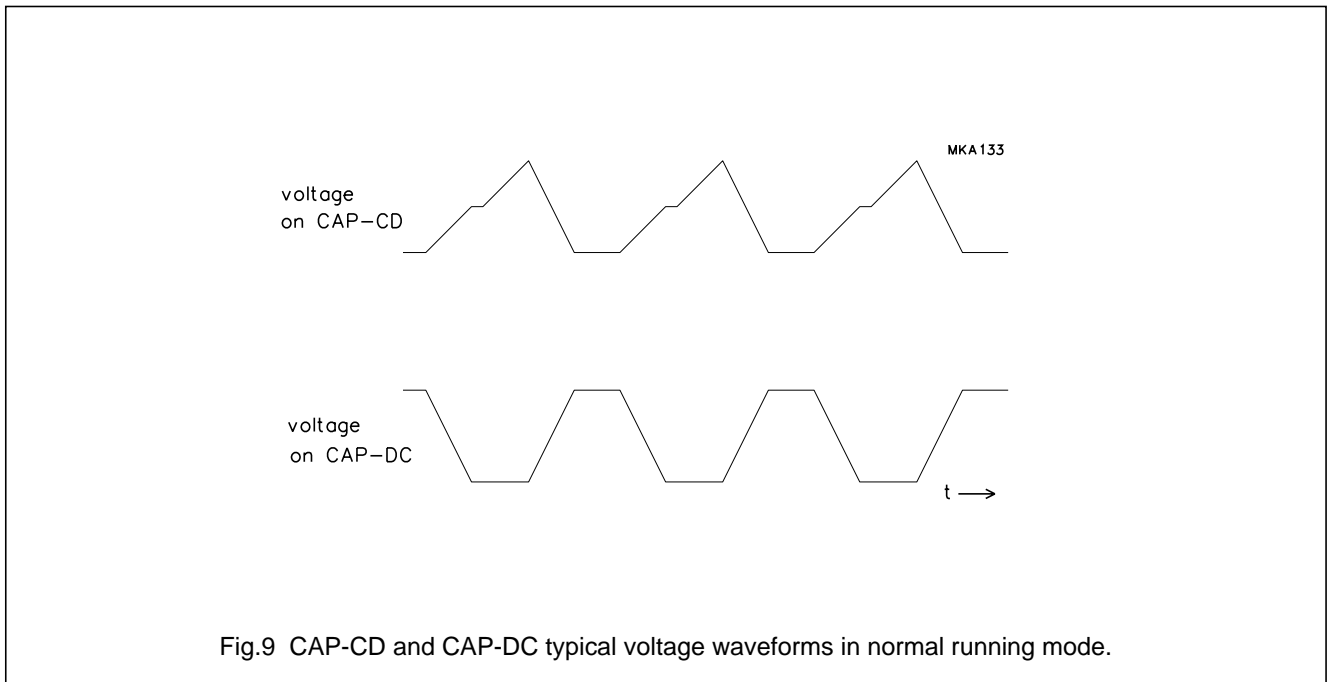 MKA133
voltage
on CAP-CD
voltage
on CAP-DC
t
Fig.9 CAP-CD and CAP-DC typical voltage waveforms in normal running mode.